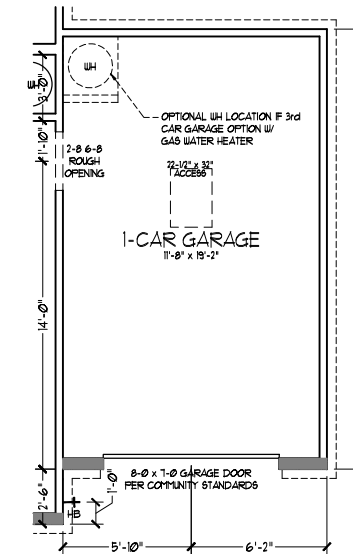 WH
3'-0"
OPTIONAL WH LOCATION IF 3rd
CAR GARAGE OPTION W/
GAS WATER HEATER
1'-10"
2-8 6-8
ROUGH
OPENING
22-1/2" x 32"
ACCESS
1-CAR GARAGE
11'-8" x 19'-2"
14'-0"
8-0 x 7-0 GARAGE DOOR
PER COMMUNITY STANDARDS
2'-6"
HB
1'-0"
5'-10"
6'-2"